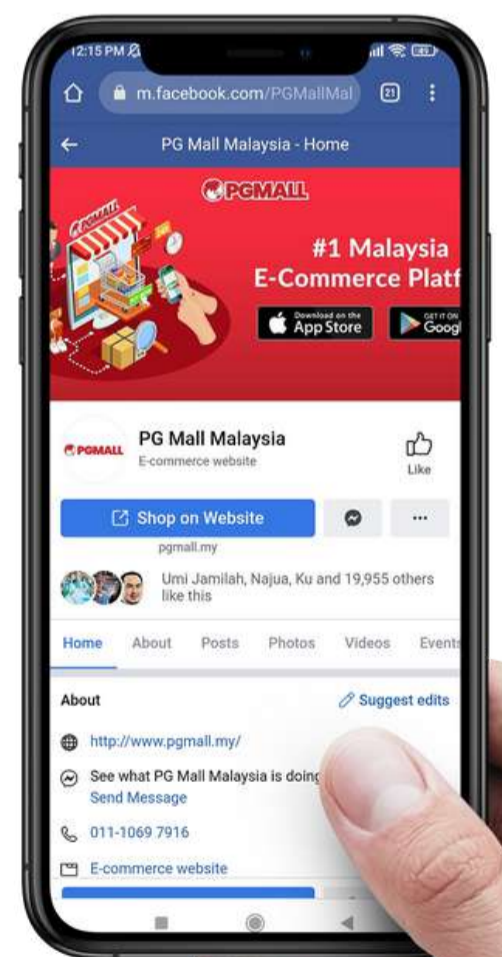 12:15 PM
49
m.facebook.com/PGMallMal
21
PG Mall Malaysia - Home
PGMALL
PGMALL
#1 Malaysia
E-Commerce Platf
Download on the
App Store
GET IT ON
Googl
PGMALL
PG Mall Malaysia
E-commerce website
Like
Shop on Website
pgmall.my
Umi Jamilah, Najua, Ku and 19,955 others
like this
Home About Posts Photos Videos Events
About
Suggest edits
http://www.pgmall.my/
See what PG Mall Malaysia is doing
Send Message
011-1069 7916
E-commerce website